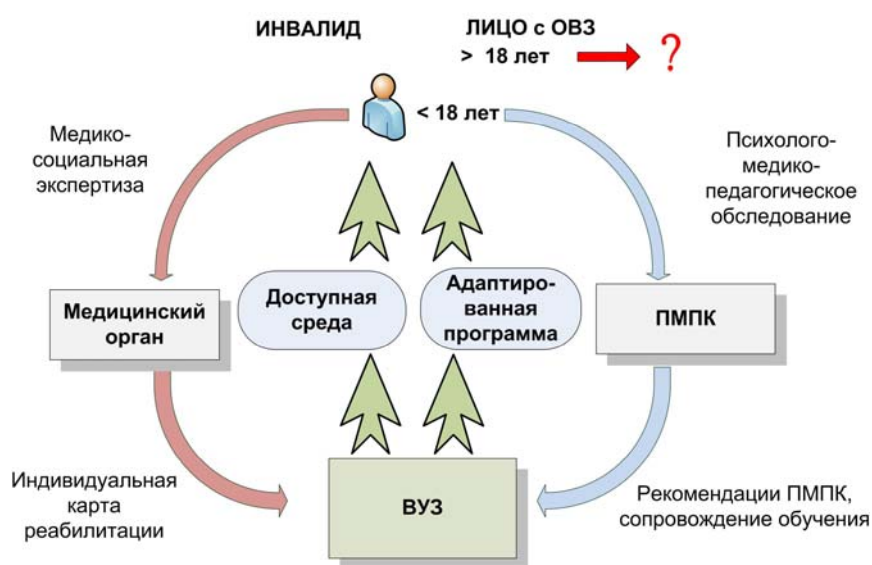 ИНВАЛИД
ЛИЦО с ОВЗ
> 18 лет
?
< 18 лет
Медико-
социальная
экспертиза
Психолого-
медико-
педагогическое
обследование
Медицинский
орган
Доступная
среда
Адаптиро-
ванная
программа
ПМПК
Индивидуальная
карта
реабилитации
ВУЗ
Рекомендации ПМПК,
сопровождение обучения